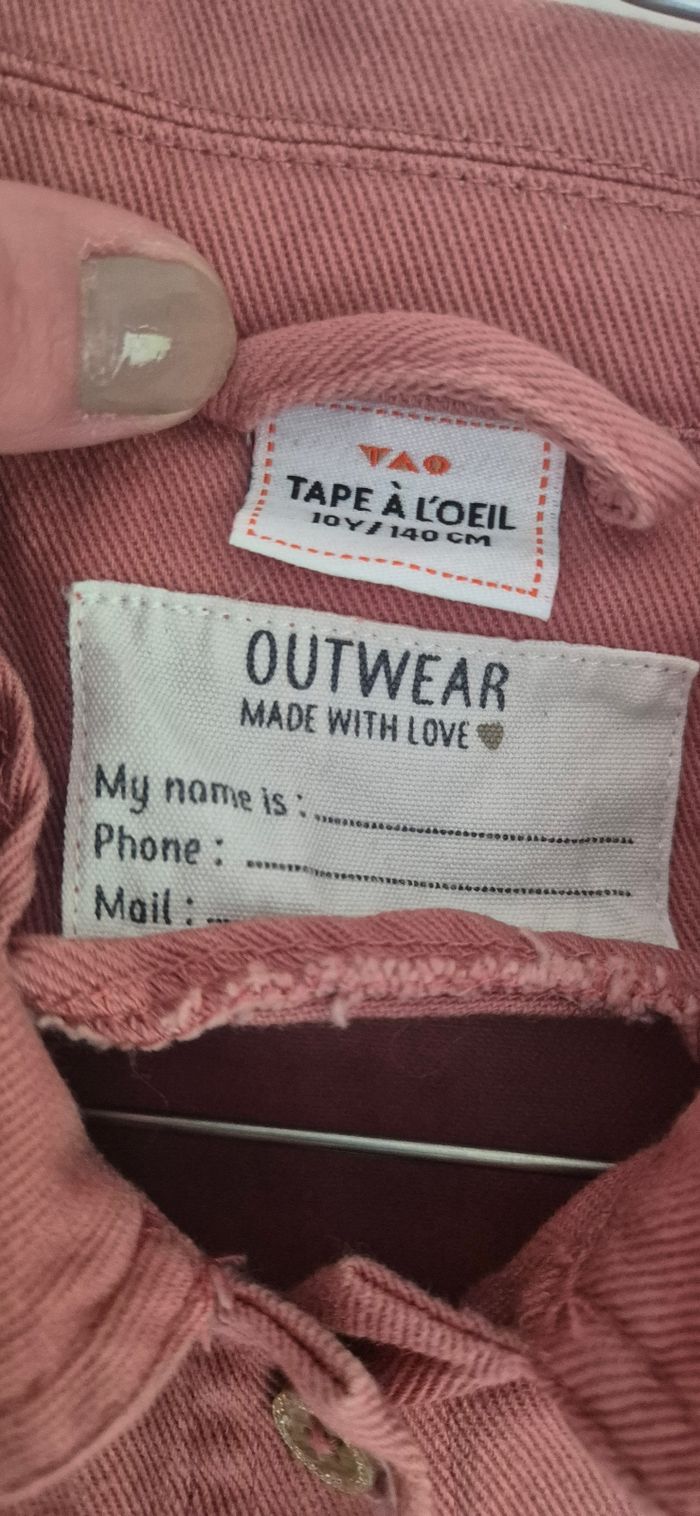 TAO
TAPE À L'OEIL
10Y / 140 CM
OUTWEAR
MADE WITH LOVE
My name is :
Phone :
Mail :